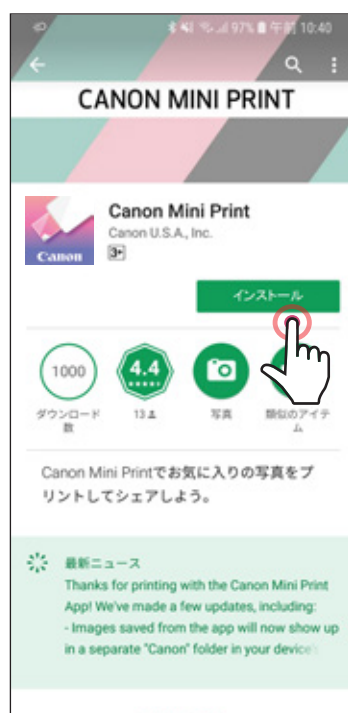 97% 午前 10:40
CANON MINI PRINT
Canon
Canon Mini Print
Canon U.S.A., Inc.
3+
インストール
1000
4.4
ダウンロード
数
13
写真
類似のアイテ
ム
Canon Mini Printでお気に入りの写真をプ
リントしてシェアしよう。
最新ニュース
Thanks for printing with the Canon Mini Print
App! We've made a few updates, including:
- Images saved from the app will now show up
in a separate "Canon" folder in your device's